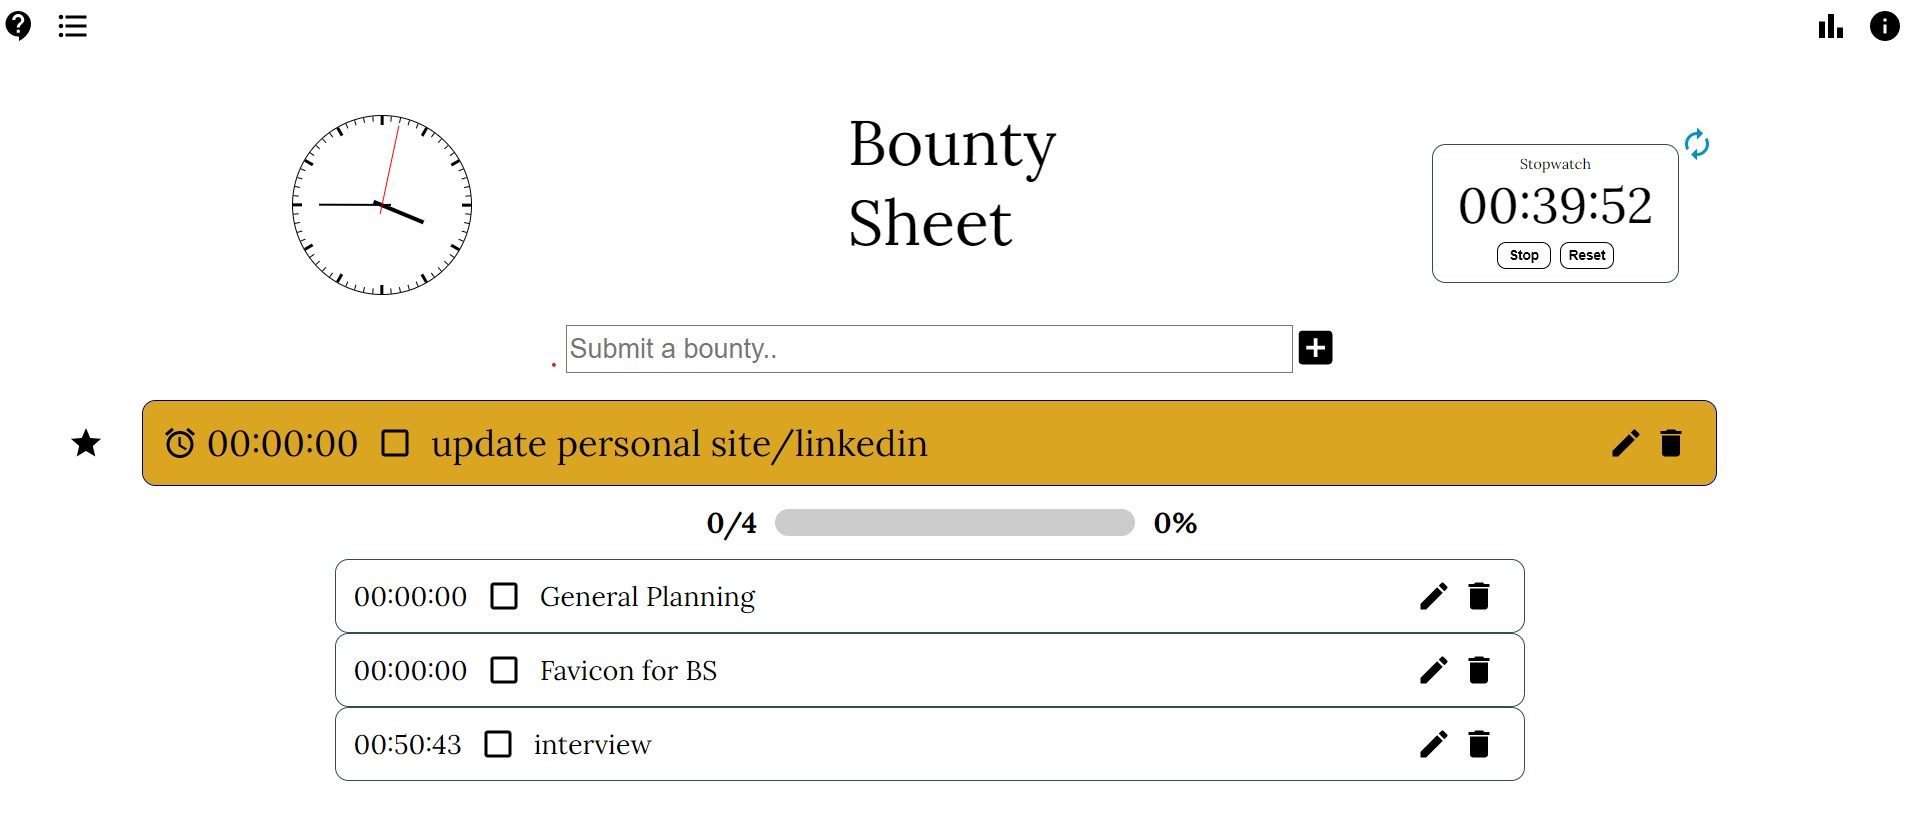 Bounty
Sheet
Stopwatch
00:39:52
Stop Reset
Submit a bounty..
00:00:00 update personal site/linkedin
0/4 0%
00:00:00 General Planning
00:00:00 Favicon for BS
00:50:43 interview